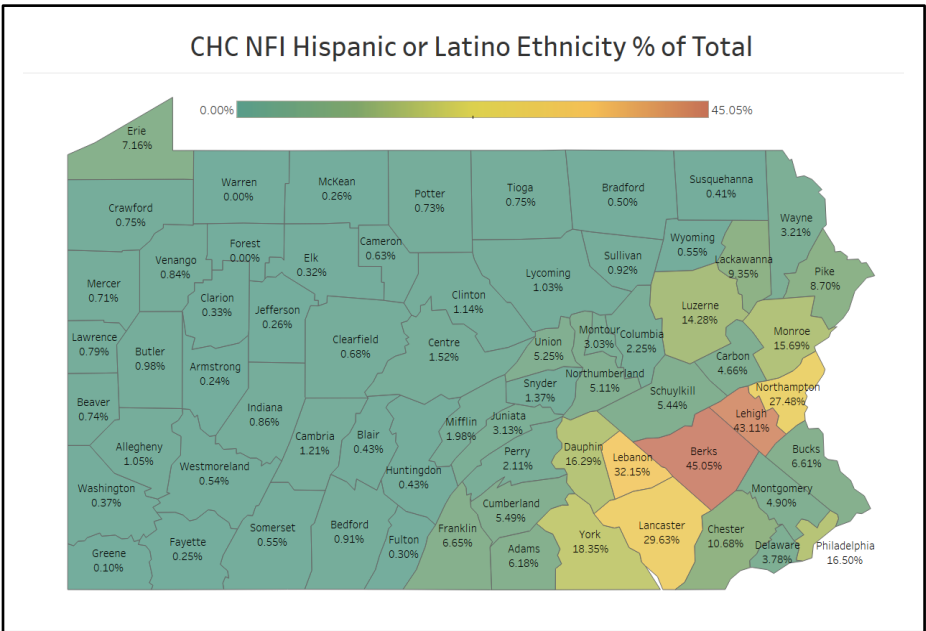 CHC NFI Hispanic or Latino Ethnicity % of Total
0.00%
45.05%
Erie
7.16%
Warren
0.00%
McKean
0.26%
Potter
0.73%
Tioga
0.75%
Bradford
0.50%
Susquehanna
0.41%
Wayne
3.21%
Crawford
0.75%
Venango
0.84%
Forest
0.00%
Elk
0.32%
Cameron
0.63%
Wyoming
0.55%
Lackawanna
9.35%
Pike
8.70%
Mercer
0.71%
Clarion
0.33%
Jefferson
0.26%
Clinton
1.14%
Lycoming
1.03%
Sullivan
0.92%
Luzerne
14.28%
Monroe
15.69%
Lawrence
0.79%
Butler
0.98%
Armstrong
0.24%
Clearfield
0.68%
Centre
1.52%
Union
5.25%
Montour
3.03%
Columbia
2.25%
Carbon
4.66%
Northampton
27.48%
Beaver
0.74%
Indiana
0.86%
Snyder
1.37%
Northumberland
5.11%
Schuylkill
5.44%
Lehigh
43.11%
Allegheny
1.05%
Westmoreland
0.54%
Cambria
1.21%
Blair
0.43%
Mifflin
1.98%
Juniata
3.13%
Perry
2.11%
Dauphin
16.29%
Lebanon
32.15%
Berks
45.05%
Bucks
6.61%
Washington
0.37%
Huntingdon
0.43%
Cumberland
5.49%
Montgomery
4.90%
Greene
0.10%
Fayette
0.25%
Somerset
0.55%
Bedford
0.91%
Fulton
0.30%
Franklin
6.65%
Adams
6.18%
York
18.35%
Lancaster
29.63%
Chester
10.68%
Delaware
3.78%
Philadelphia
16.50%